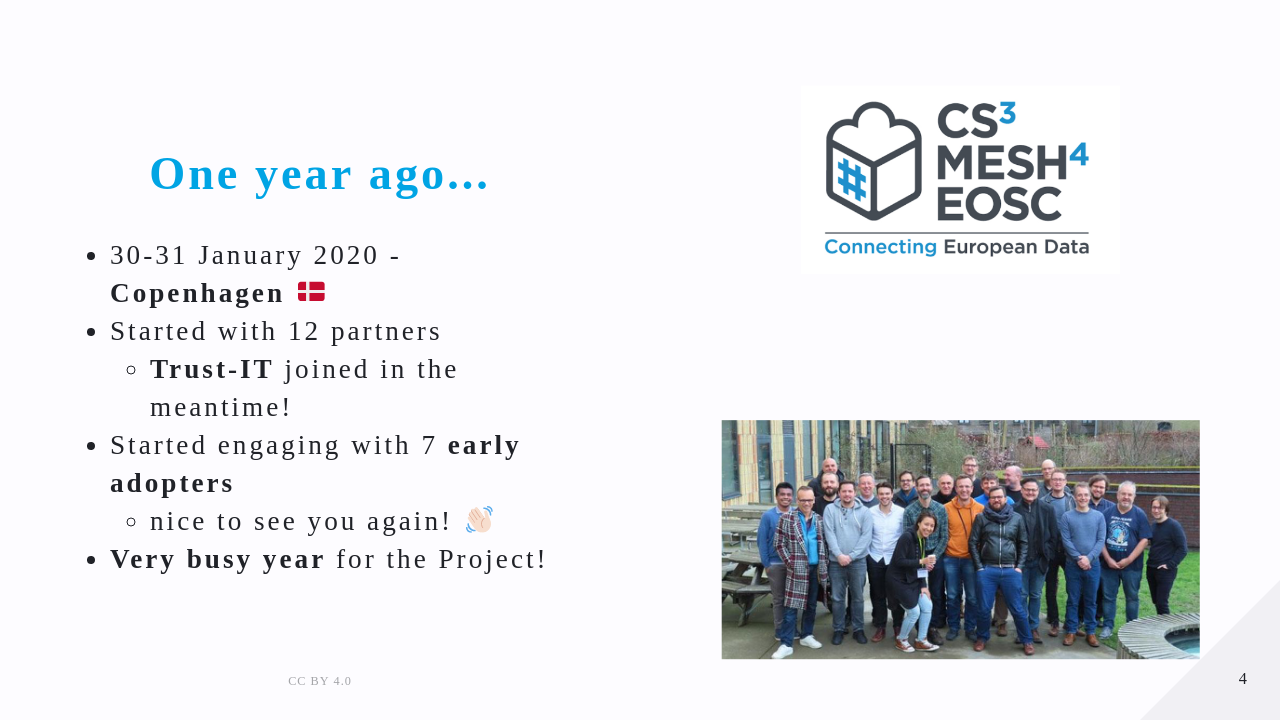 One year ago...
30-31 January 2020 -
Copenhagen 🇩🇰
Started with 12 partners
Trust-IT joined in the
meantime!
Started engaging with 7 early
adopters
nice to see you again! 👋🏻
Very busy year for the Project!
CS3
MESH4
EOSC
Connecting European Data
CC BY 4.0
4